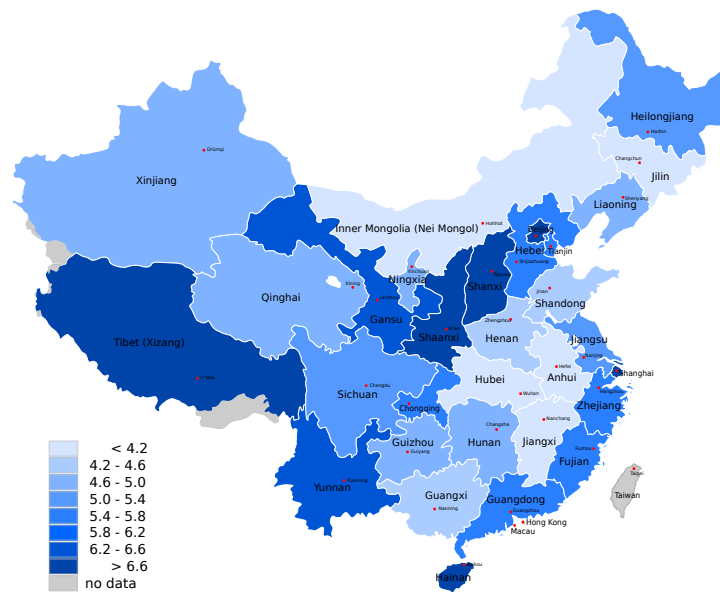 Heilongjiang
Harbin
Ürümqi
Changchun
Jilin
Xinjiang
Shenyang
Liaoning
Hohhot
Inner Mongolia (Nei Mongol)
Beijing
Hebei
Tianjin
Shijiazhuang
Yinchuan
Ningxia
Taiyuan
Shanxi
Xining
Jinan
Qinghai
Lanzhou
Shandong
Gansu
Zhengzhou
Xi'an
Shaanxi
Henan
Jiangsu
Tibet (Xizang)
Nanjing
Hefei
Shanghai
Lhasa
Hubei
Anhui
Chengdu
Sichuan
Wuhan
Hangzhou
Chongqing
Zhejiang
Nanchang
Changsha
Guizhou
Hunan
Jiangxi
Guiyang
Fuzhou
Fujian
< 4.2
4.2 - 4.6
4.6 - 5.0
5.0 - 5.4
5.4 - 5.8
5.8 - 6.2
6.2 - 6.6
> 6.6
no data
Taipei
Kunming
Yunnan
Guangxi
Guangdong
Taiwan
Nanning
Guangzhou
Hong Kong
Macau
Haikou
Hainan